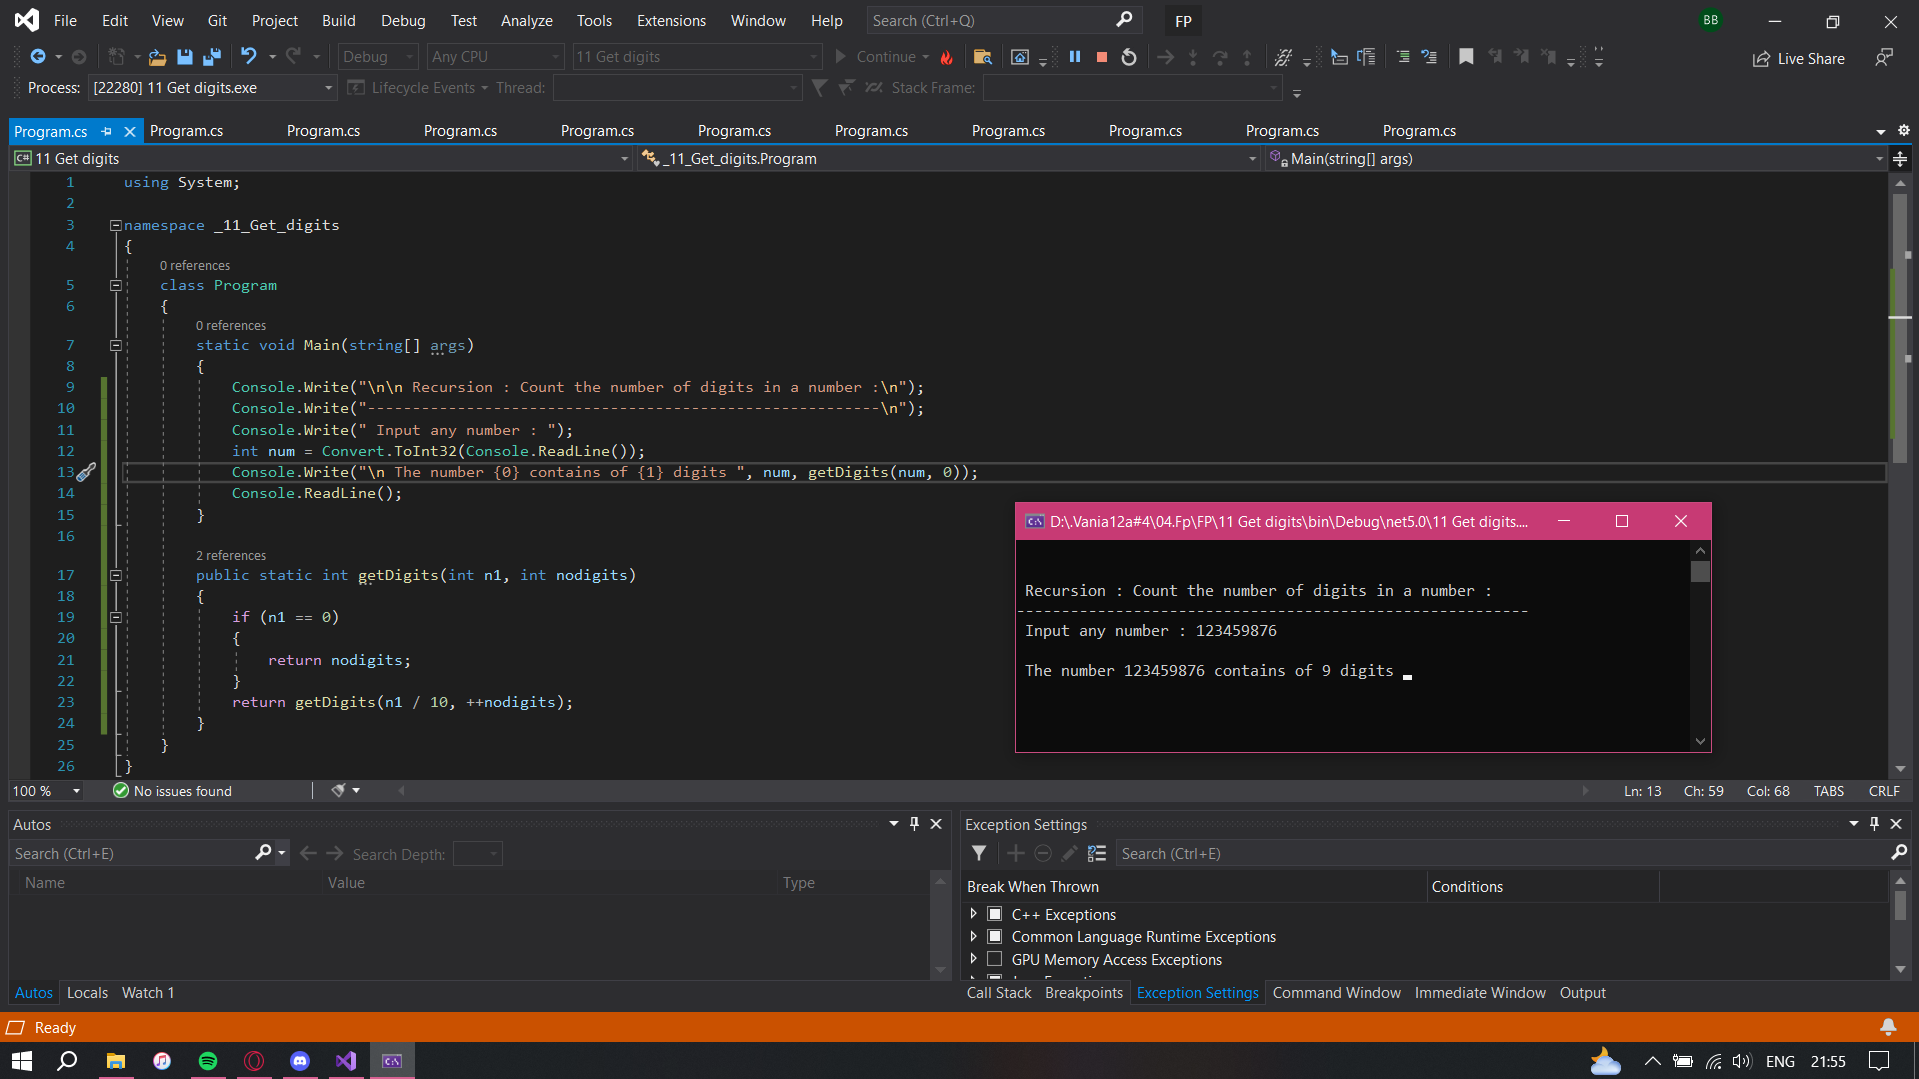 File Edit View Git Project Build Debug Test Analyze Tools Extensions Window Help Search (Ctrl+Q) FP BB
Debug Any CPU 11 Get digits Continue Live Share
Process: [22280] 11 Get digits.exe Lifecycle Events Thread: Stack Frame:
Program.cs Program.cs Program.cs Program.cs Program.cs Program.cs Program.cs Program.cs Program.cs Program.cs Program.cs
C# 11 Get digits _11_Get_digits.Program Main(string[] args)
1 using System;
2
3 namespace _11_Get_digits
4 {
0 references
5 class Program
6 {
0 references
7 static void Main(string[] args)
8 {
9 Console.Write("\n\n Recursion : Count the number of digits in a number :\n");
10 Console.Write("---------------------------------------------------------\n");
11 Console.Write(" Input any number : ");
12 int num = Convert.ToInt32(Console.ReadLine());
13 Console.Write("\n The number {0} contains of {1} digits ", num, getDigits(num, 0));
14 Console.ReadLine();
15 }
16
2 references
17 public static int getDigits(int n1, int nodigits)
18 {
19 if (n1 == 0)
20 {
21 return nodigits;
22 }
23 return getDigits(n1 / 10, ++nodigits);
24 }
25 }
26 }
D:\.Vania12a#4\04.Fp\FP\11 Get digits\bin\Debug\net5.0\11 Get digits....
Recursion : Count the number of digits in a number :
---------------------------------------------------------
Input any number : 123459876
The number 123459876 contains of 9 digits
100 % No issues found Ln: 13 Ch: 59 Col: 68 TABS CRLF
Autos
Search (Ctrl+E) Search Depth:
Name Value Type
Autos Locals Watch 1
Exception Settings
Search (Ctrl+E)
Break When Thrown Conditions
C++ Exceptions
Common Language Runtime Exceptions
GPU Memory Access Exceptions
Call Stack Breakpoints Exception Settings Command Window Immediate Window Output
Ready
ENG 21:55